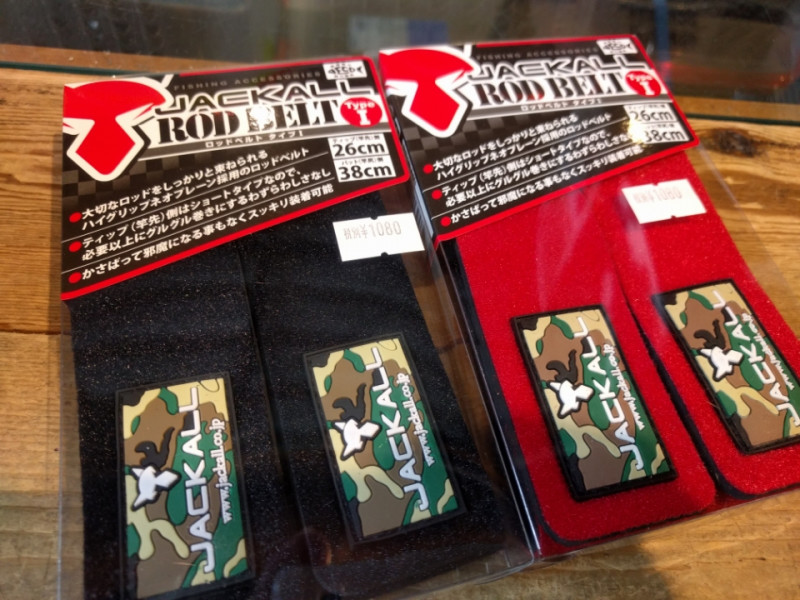 FISHING ACCESSORIES
JACKALL
ROD BELT
Type
I
ロッドベルト タイプI
26cm
38cm
●大切なロッドをしっかりと束ねられる
ハイグリップネオプレーン採用のロッドベルト
●ティップ(竿先)側はショートタイプなので、
必要以上にグルグル巻きにするわずらわしさなし
●かさばって邪魔になる事もなくスッキリ装着可能
特別¥1080
JACKALL
www.jackall.co.jp
JACKALL
www.jackall.co.jp
JACKALL
ROD BELT
Type
I
ロッドベルト タイプI
26cm
38cm
●大切なロッドをしっかりと束ねられる
ハイグリップネオプレーン採用のロッドベルト
●ティップ(竿先)側はショートタイプなので、
必要以上にグルグル巻きにするわずらわしさなし
●かさばって邪魔になる事もなくスッキリ装着可能
特別¥1080
JACKALL
www.jackall.co.jp
JACKALL
www.jackall.co.jp